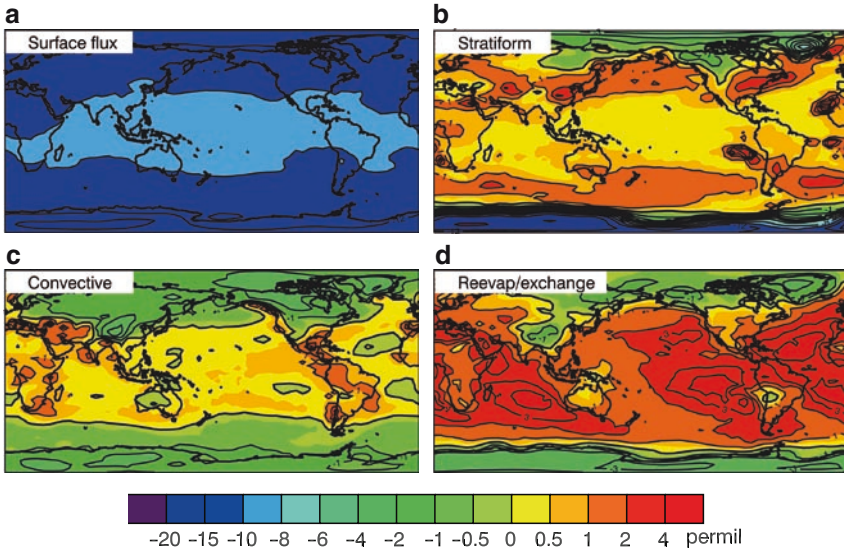 a
Surface flux
b
Stratiform
c
Convective
d
Reevap/exchange
−20 −15 −10 −8 −6 −4 −2 −1 −0.5 0 0.5 1 2 4 permil